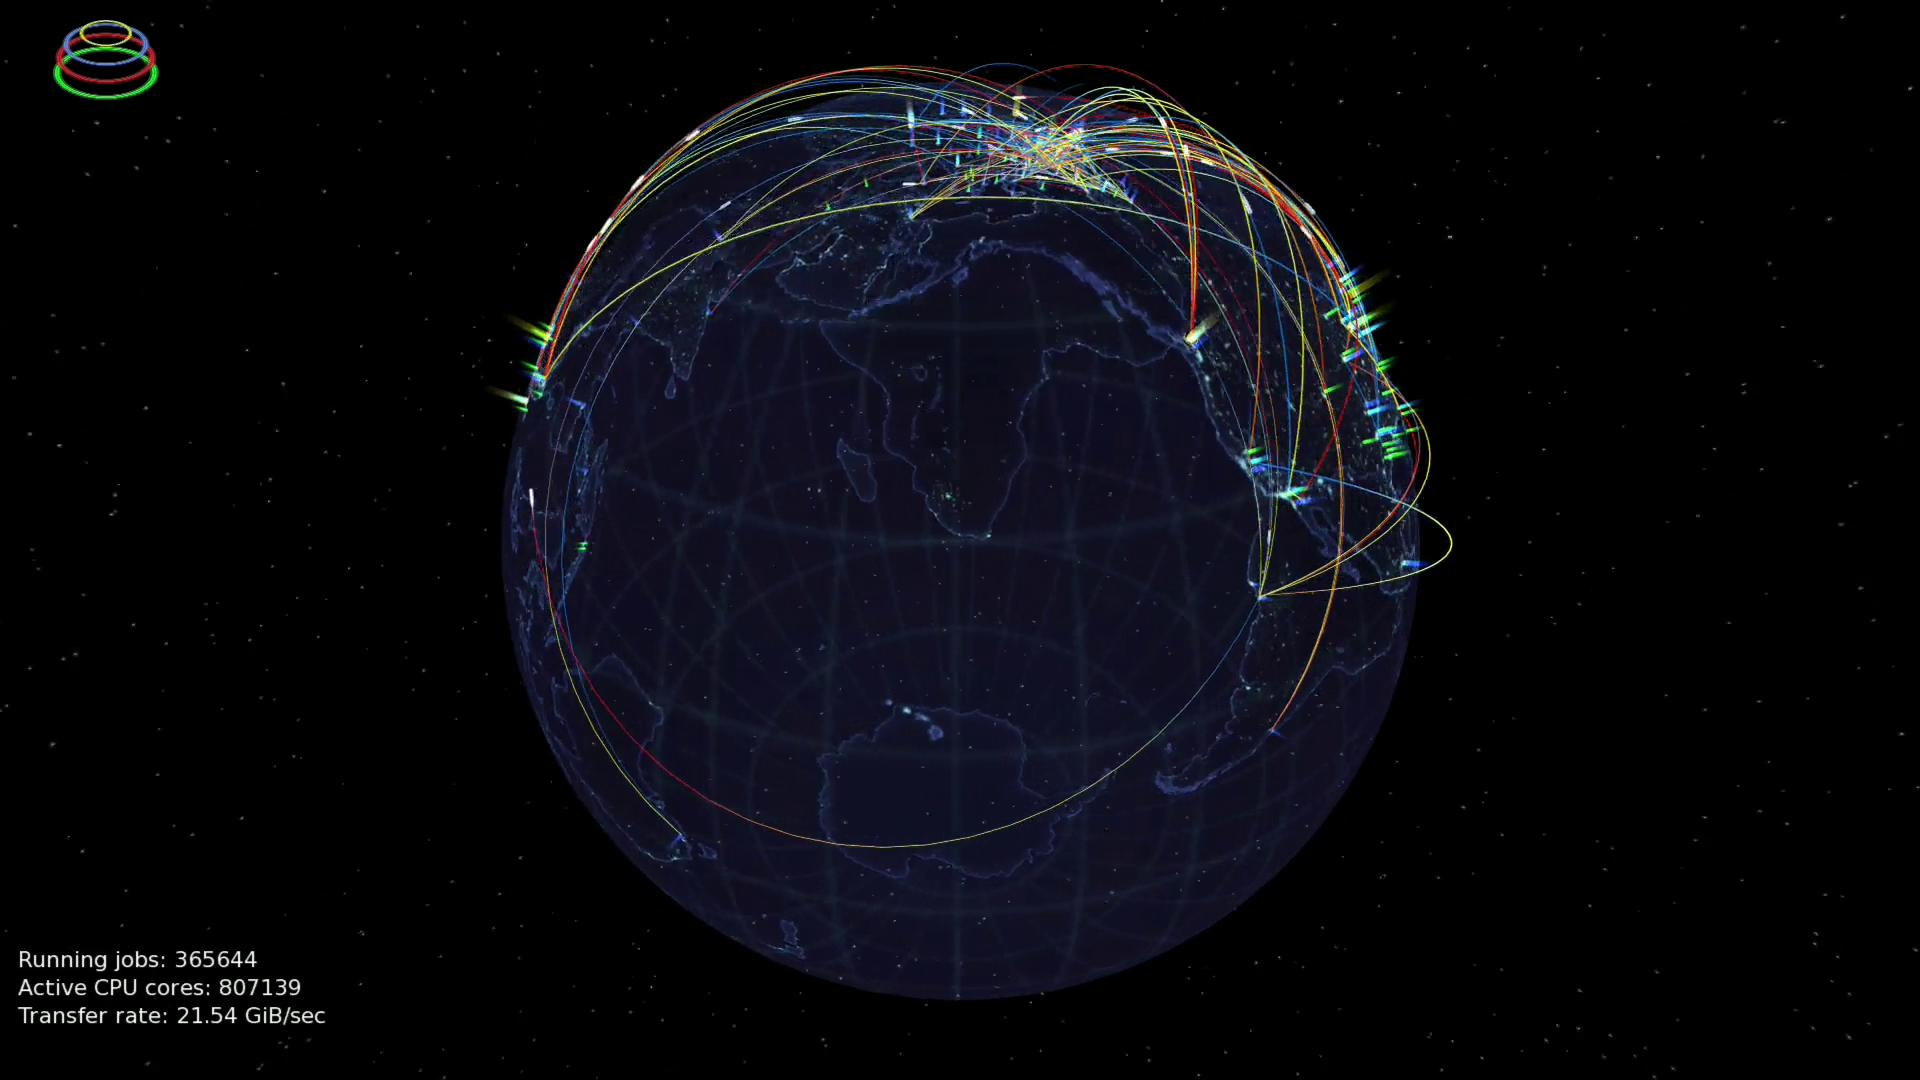 Running jobs: 365644
Active CPU cores: 807139
Transfer rate: 21.54 GiB/sec